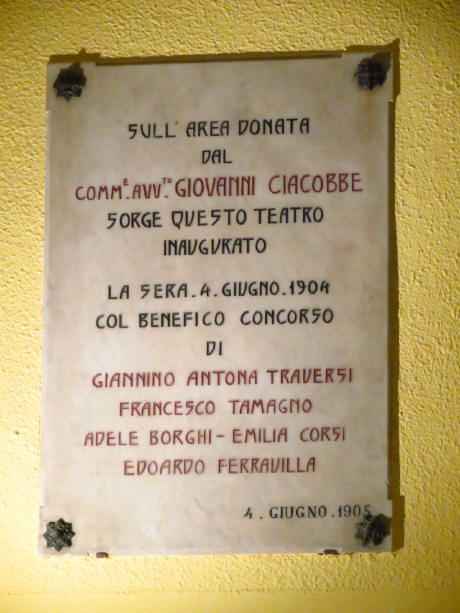 SULL' AREA DONATA
DAL
COMM.E AVV.TO GIOVANNI CIACOBBE
SORGE QUESTO TEATRO
INAUGURATO
LA SERA. 4. GIUGNO. 1904
COL BENEFICO CONCORSO
DI
GIANNINO ANTONA TRAVERSI
FRANCESCO TAMAGNO
ADELE BORGHI - EMILIA CORSI
EDOARDO FERRAVILLA
4. GIUGNO. 1905